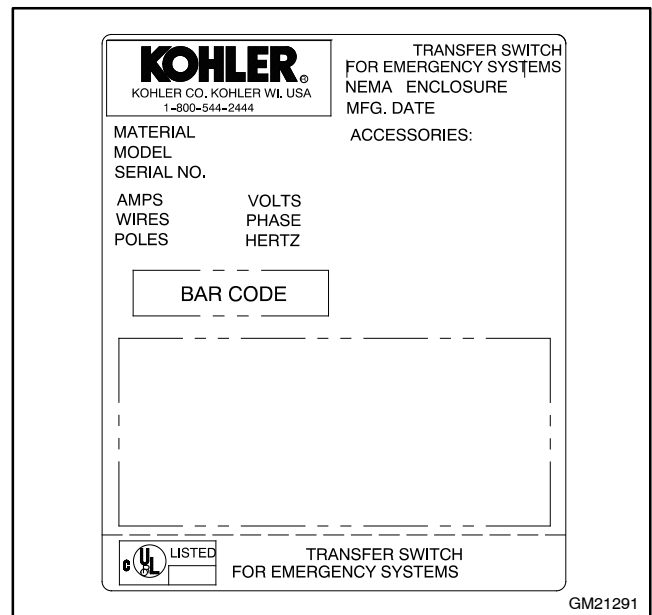 KOHLER®
KOHLER CO. KOHLER WI. USA
1-800-544-2444
TRANSFER SWITCH
FOR EMERGENCY SYSTEMS
NEMA ENCLOSURE
MFG. DATE
ACCESSORIES:
MATERIAL
MODEL
SERIAL NO.
AMPS VOLTS
WIRES PHASE
POLES HERTZ
BAR CODE
C UL ® LISTED
TRANSFER SWITCH
FOR EMERGENCY SYSTEMS
GM21291